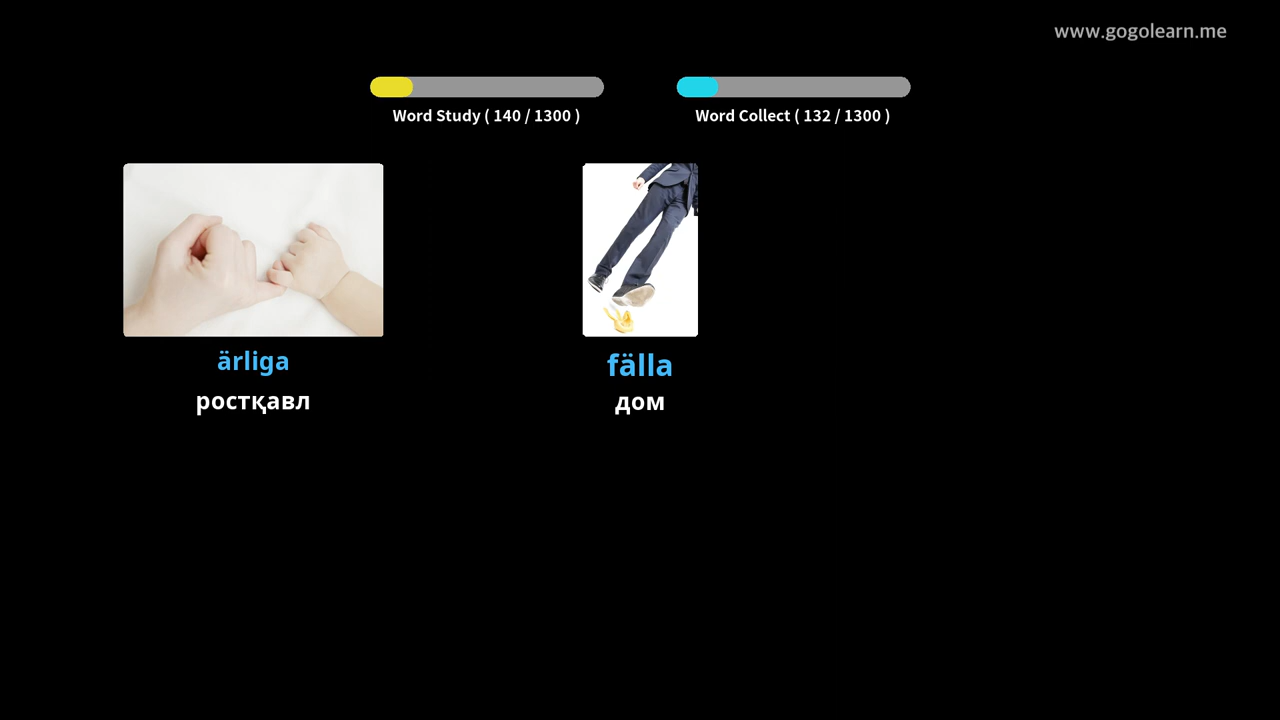 www.gogolearn.me
Word Study ( 140 / 1300 )
Word Collect ( 132 / 1300 )
ärliga
ростқавл
fälla
дом